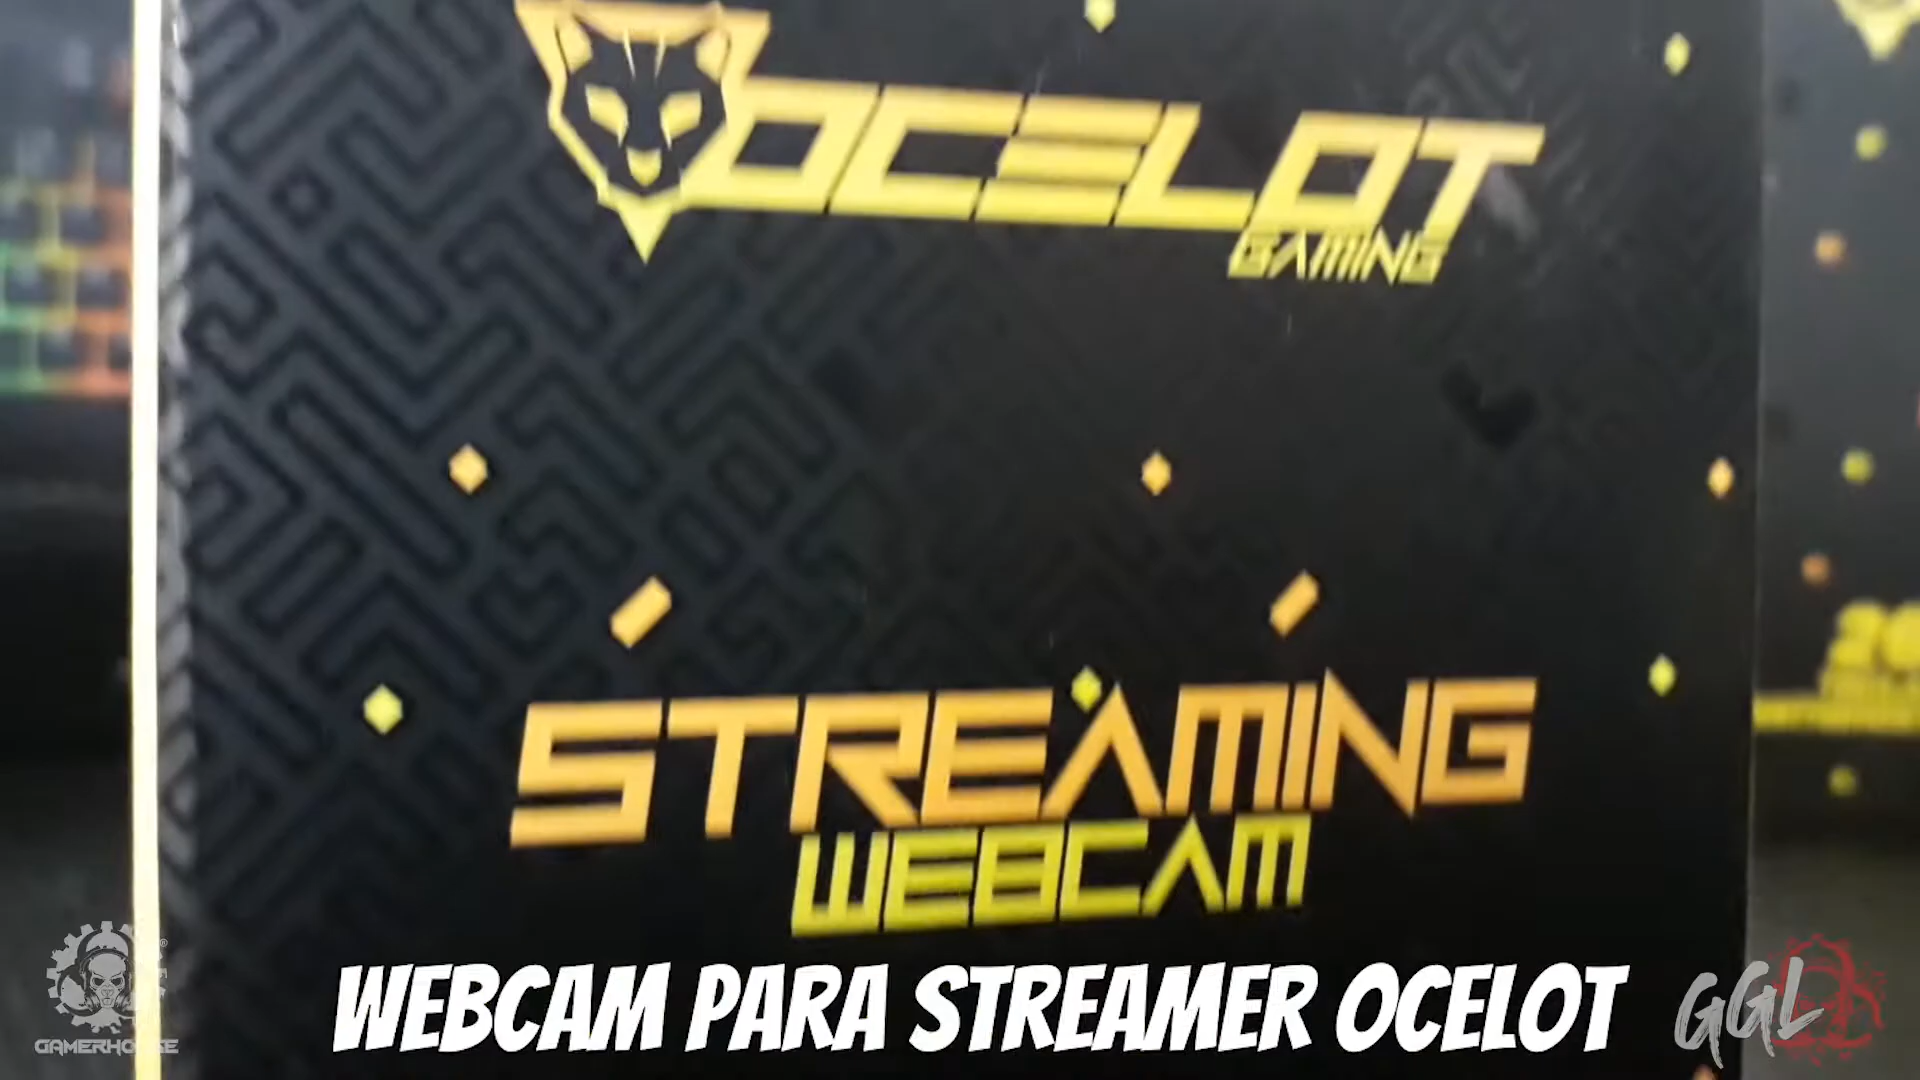 OCELOT
GAMING
STREAMING
WEBCAM
WEBCAM PARA STREAMER OCELOT
GAMERHOUSE
GGL